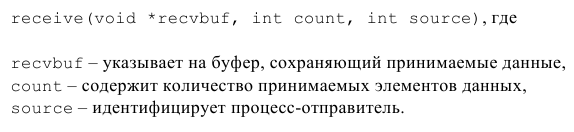 receive(void *recvbuf, int count, int source), где
recvbuf – указывает на буфер, сохраняющий принимаемые данные,
count – содержит количество принимаемых элементов данных,
source – идентифицирует процесс-отправитель.